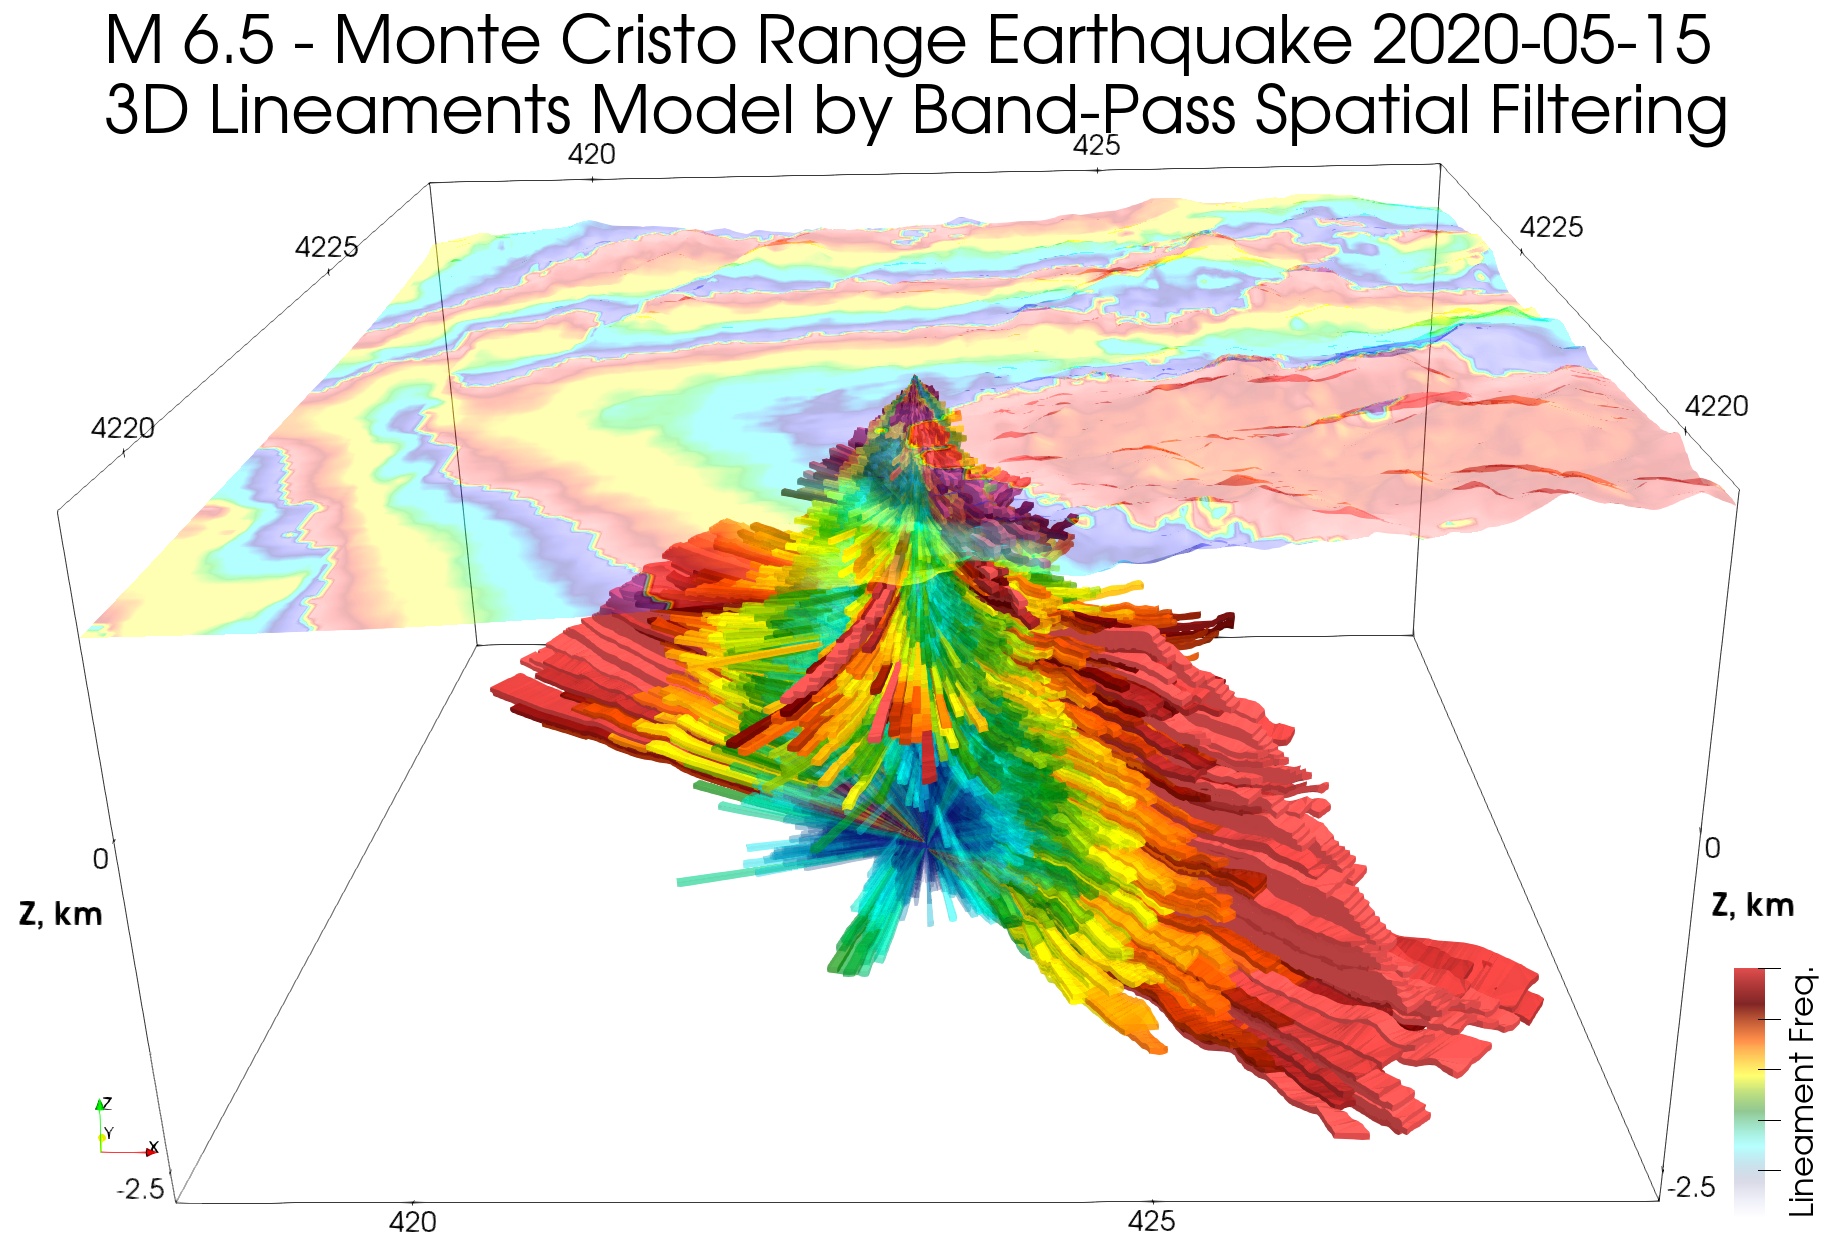 M 6.5 - Monte Cristo Range Earthquake 2020-05-15
3D Lineaments Model by Band-Pass Spatial Filtering
420
425
4225
4225
4220
4220
0
0
Z, km
Z, km
Lineament Freq.
Z
Y
X
-2.5
-2.5
420
425